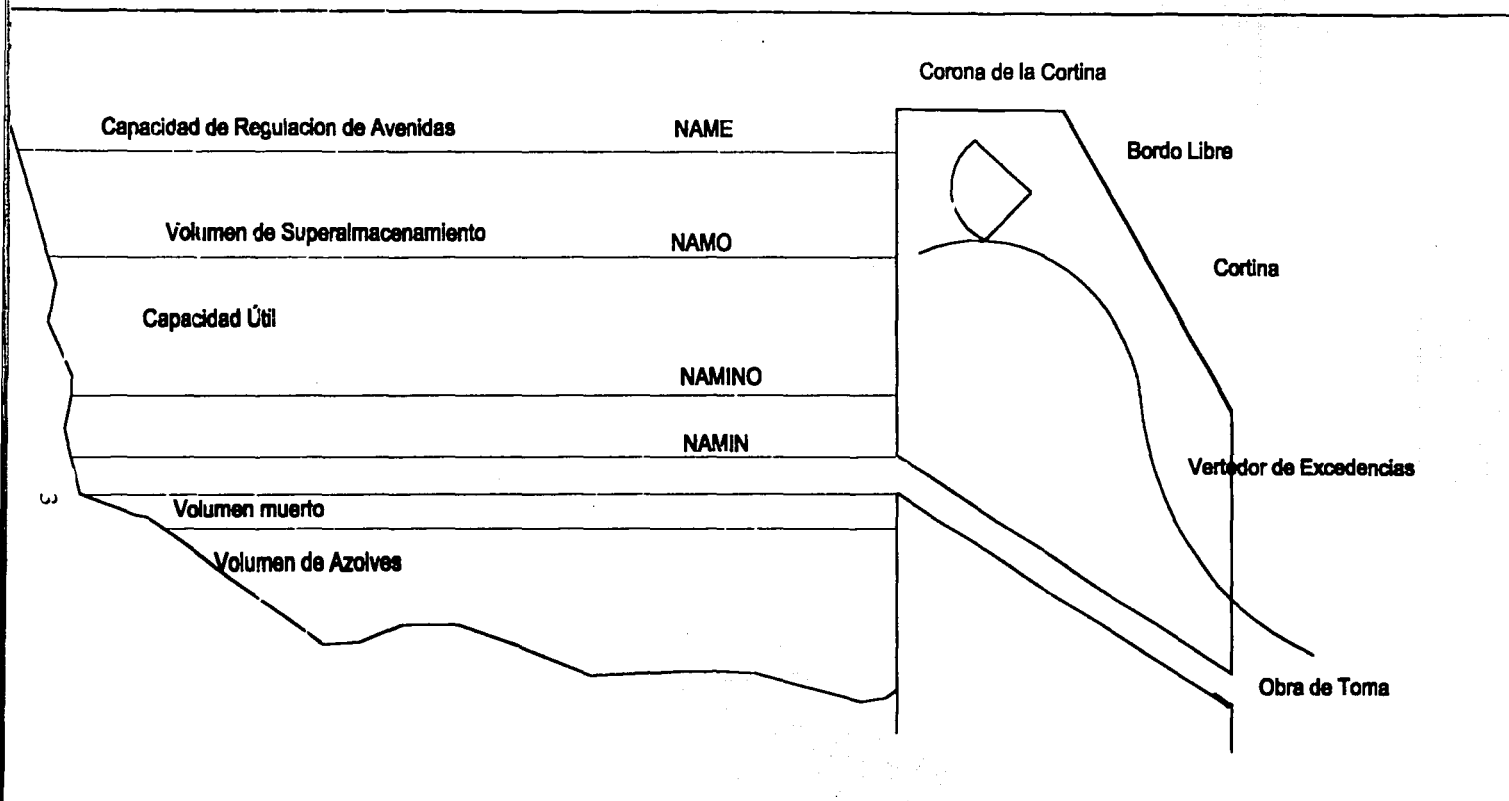 Corona de la Cortina
Capacidad de Regulacion de Avenidas
NAME
Bordo Libre
Volumen de Superalmacenamiento
NAMO
Cortina
Capacidad Útil
NAMINO
NAMIN
Vertedor de Excedencias
3
Volumen muerto
Volumen de Azolves
Obra de Toma